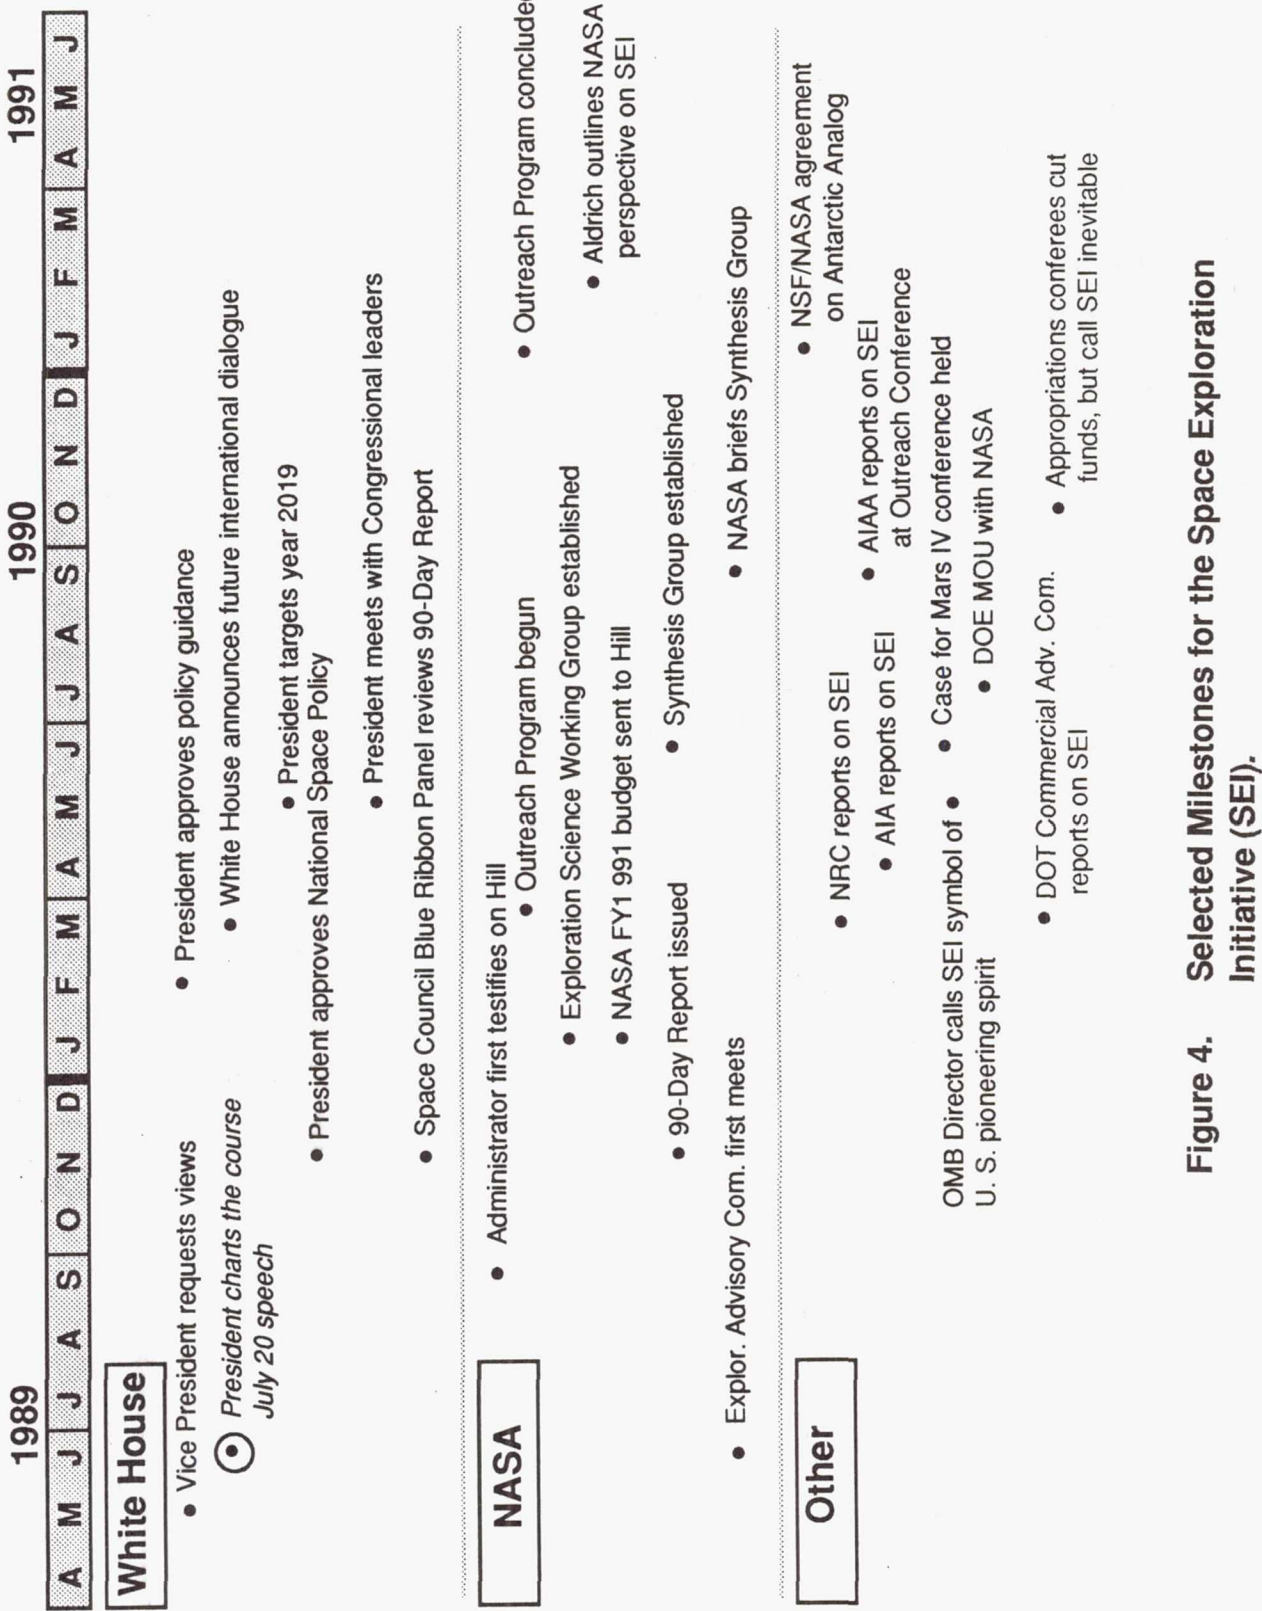 1989 1990 1991
A M J J A S O N D J F M A M J J A S O N D J F M A M J
White House
• Vice President requests views
• President approves policy guidance
President charts the course
July 20 speech
• White House announces future international dialogue
• President targets year 2019
• President approves National Space Policy
• President meets with Congressional leaders
• Space Council Blue Ribbon Panel reviews 90-Day Report
NASA
• Administrator first testifies on Hill
• Outreach Program begun
• Outreach Program concluded
• Exploration Science Working Group established
• Aldrich outlines NASA
perspective on SEI
• NASA FY1 991 budget sent to Hill
• 90-Day Report issued
• Synthesis Group established
• Explor. Advisory Com. first meets
• NASA briefs Synthesis Group
Other
• NSF/NASA agreement
on Antarctic Analog
• NRC reports on SEI
• AIAA reports on SEI
at Outreach Conference
• AIA reports on SEI
OMB Director calls SEI symbol of •
U. S. pioneering spirit
• Case for Mars IV conference held
• DOE MOU with NASA
• DOT Commercial Adv. Com.
reports on SEI
• Appropriations conferees cut
funds, but call SEI inevitable
Figure 4. Selected Milestones for the Space Exploration
Initiative (SEI).